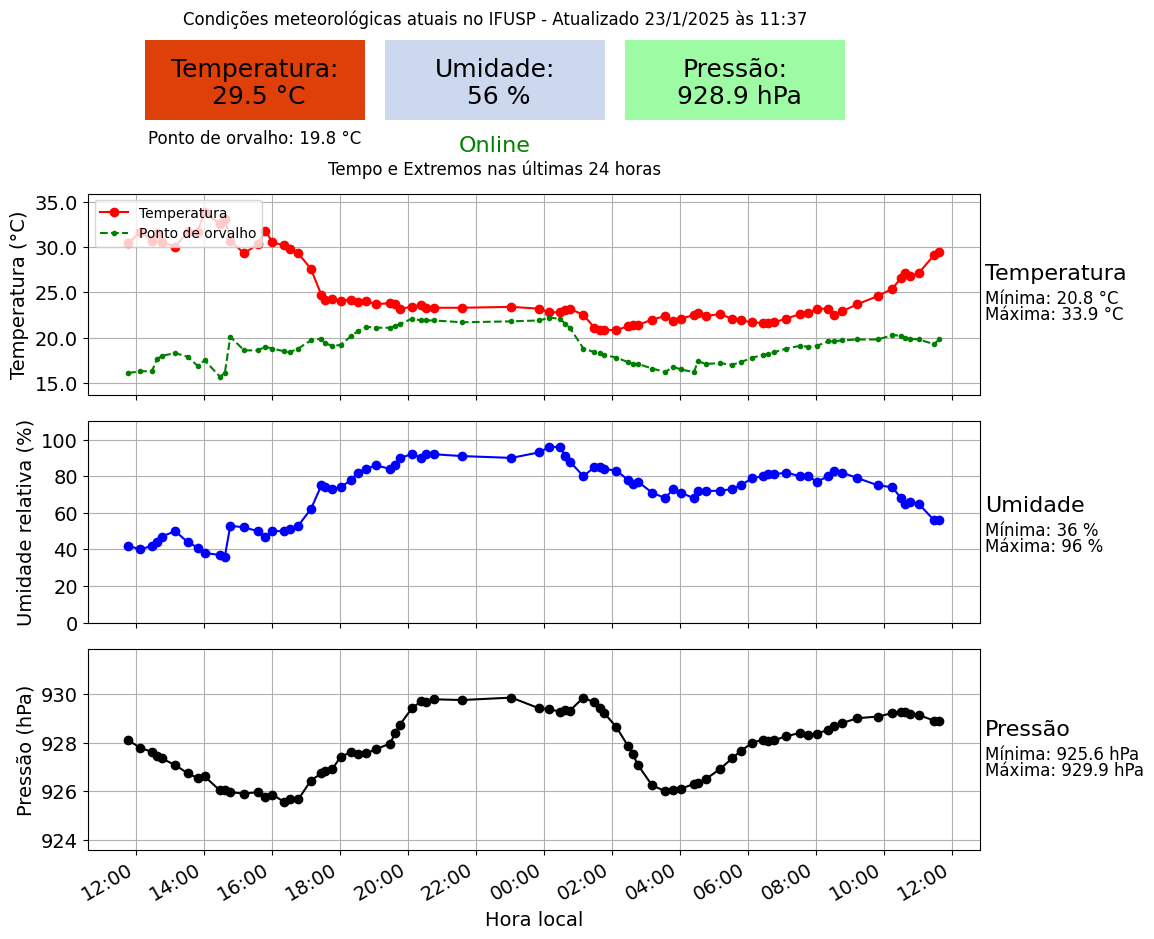 Condições meteorológicas atuais no IFUSP - Atualizado 23/1/2025 às 11:37
Temperatura:
29.5 °C
Umidade:
56 %
Pressão:
928.9 hPa
Ponto de orvalho: 19.8 °C
Online
Tempo e Extremos nas últimas 24 horas
Temperatura (°C)
35.0
30.0
25.0
20.0
15.0
Temperatura
Ponto de orvalho
Temperatura
Mínima: 20.8 °C
Máxima: 33.9 °C
Umidade relativa (%)
100
80
60
40
20
0
Umidade
Mínima: 36 %
Máxima: 96 %
Pressão (hPa)
930
928
926
924
Pressão
Mínima: 925.6 hPa
Máxima: 929.9 hPa
12:00
14:00
16:00
18:00
20:00
22:00
00:00
02:00
04:00
06:00
08:00
10:00
12:00
Hora local